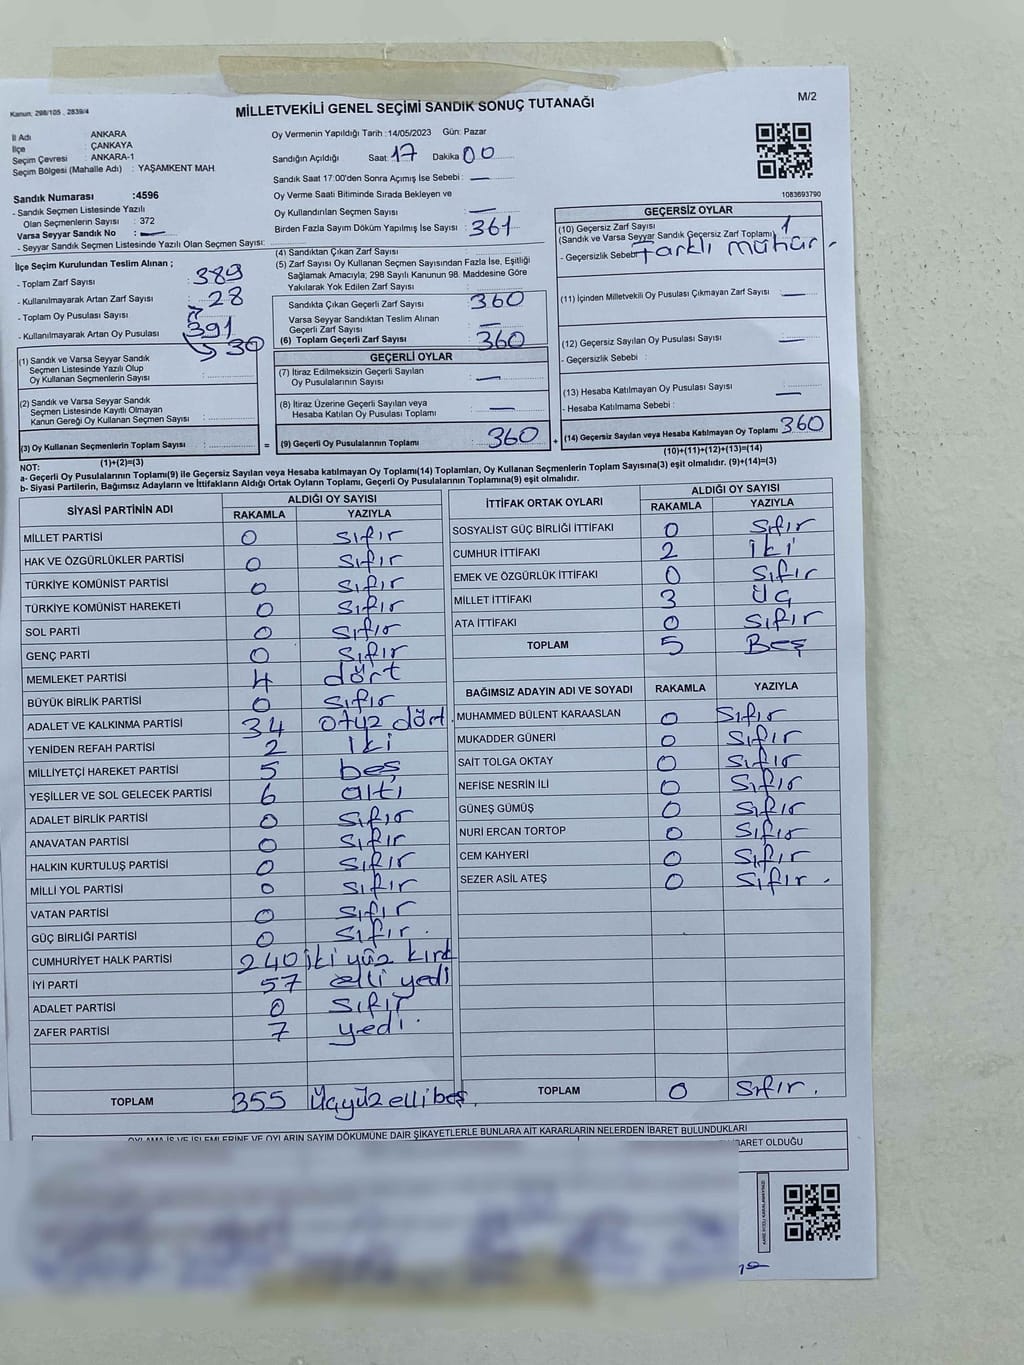 Kanun: 298/105 , 2839/4
MİLLETVEKİLİ GENEL SEÇİMİ SANDIK SONUÇ TUTANAĞI
M/2
İl Adı ANKARA
İlçe : ÇANKAYA
Seçim Çevresi : ANKARA-1
Seçim Bölgesi (Mahalle Adı) : YAŞAMKENT MAH
Sandık Numarası :4596
- Sandık Seçmen Listesinde Yazılı
Olan Seçmenlerin Sayısı : 372
Varsa Seyyar Sandık No :
- Seyyar Sandık Seçmen Listesinde Yazılı Olan Seçmen Sayısı:
Oy Vermenin Yapıldığı Tarih :14/05/2023 Gün: Pazar
Sandığın Açıldığı Saat: 17 Dakika 00
Sandık Saat 17:00'den Sonra Açımış İse Sebebi : —
Oy Verme Saati Bitiminde Sırada Bekleyen ve
Oy Kullandırılan Seçmen Sayısı —
Birden Fazla Sayım Döküm Yapılmış İse Sayısı : 361
1083693790
İlçe Seçim Kurulundan Teslim Alınan ;
- Toplam Zarf Sayısı : 389
- Kullanılmayarak Artan Zarf Sayısı : 28
- Toplam Oy Pusulası Sayısı
- Kullanılmayarak Artan Oy Pusulası 391
30
(1) Sandık ve Varsa Seyyar Sandık
Seçmen Listesinde Yazılı Olup
Oy Kullanan Seçmenlerin Sayısı :
(2) Sandık ve Varsa Seyyar Sandık
Seçmen Listesinde Kayıtlı Olmayan
Kanun Gereği Oy Kullanan Seçmen Sayısı :
(3) Oy Kullanan Seçmenlerin Toplam Sayısı :
(1)+(2)=(3)
(4) Sandıktan Çıkan Zarf Sayısı
(5) Zarf Sayısı Oy Kullanan Seçmen Sayısından Fazla İse, Eşitliği
Sağlamak Amacıyla; 298 Sayılı Kanunun 98. Maddesine Göre
Yakılarak Yok Edilen Zarf Sayısı :
Sandıkta Çıkan Geçerli Zarf Sayısı : 360
Varsa Seyyar Sandıktan Teslim Alınan
Geçerli Zarf Sayısı —
(6) Toplam Geçerli Zarf Sayısı : 360
GEÇERLİ OYLAR
(7) İtiraz Edilmeksizin Geçerli Sayılan
Oy Pusulalarının Sayısı : —
(8) İtiraz Üzerine Geçerli Sayılan veya
Hesaba Katılan Oy Pusulası Toplamı : —
= (9) Geçerli Oy Pusulalarının Toplamı : 360
GEÇERSİZ OYLAR
(10) Geçersiz Zarf Sayısı
(Sandık ve Varsa Seyyar Sandık Geçersiz Zarf Toplamı) 1
- Geçersizlik Sebebi Farklı mühür.
(11) İçinden Milletvekili Oy Pusulası Çıkmayan Zarf Sayısı : —
(12) Geçersiz Sayılan Oy Pusulası Sayısı : —
- Geçersizlik Sebebi :
(13) Hesaba Katılmayan Oy Pusulası Sayısı : —
- Hesaba Katılmama Sebebi :
+ (14) Geçersiz Sayılan veya Hesaba Katılmayan Oy Toplamı : 360
(10)+(11)+(12)+(13)=(14)
NOT:
a- Geçerli Oy Pusulalarının Toplamı(9) ile Geçersiz Sayılan veya Hesaba katılmayan Oy Toplamı(14) Toplamları, Oy Kullanan Seçmenlerin Toplam Sayısına(3) eşit olmalıdır. (9)+(14)=(3)
b- Siyasi Partilerin, Bağımsız Adayların ve İttifakların Aldığı Ortak Oyların Toplamı, Geçerli Oy Pusulalarının Toplamına(9) eşit olmalıdır.
SİYASİ PARTİNİN ADI ALDIĞI OY SAYISI
RAKAMLA YAZIYLA
MİLLET PARTİSİ 0 sıfır
HAK VE ÖZGÜRLÜKLER PARTİSİ 0 sıfır
TÜRKİYE KOMÜNİST PARTİSİ 0 sıfır
TÜRKİYE KOMÜNİST HAREKETİ 0 sıfır
SOL PARTİ 0 sıfır
GENÇ PARTİ 0 sıfır
MEMLEKET PARTİSİ 4 dört
BÜYÜK BİRLİK PARTİSİ 0 sıfır
ADALET VE KALKINMA PARTİSİ 34 otuz dört.
YENİDEN REFAH PARTİSİ 2 iki
MİLLİYETÇİ HAREKET PARTİSİ 5 beş
YEŞİLLER VE SOL GELECEK PARTİSİ 6 altı
ADALET BİRLİK PARTİSİ 0 sıfır
ANAVATAN PARTİSİ 0 sıfır
HALKIN KURTULUŞ PARTİSİ 0 sıfır
MİLLİ YOL PARTİSİ 0 sıfır
VATAN PARTİSİ 0 sıfır
GÜÇ BİRLİĞİ PARTİSİ 0 sıfır.
CUMHURİYET HALK PARTİSİ 240 iki yüz kırk
İYİ PARTİ 57 elli yedi
ADALET PARTİSİ 0 sıfır
ZAFER PARTİSİ 7 yedi.
TOPLAM 355 Üçyüz elli beş.
İTTİFAK ORTAK OYLARI ALDIĞI OY SAYISI
RAKAMLA YAZIYLA
SOSYALİST GÜÇ BİRLİĞİ İTTİFAKI 0 sıfır
CUMHUR İTTİFAKI 2 İki
EMEK VE ÖZGÜRLÜK İTTİFAKI 0 sıfır
MİLLET İTTİFAKI 3 Üç
ATA İTTİFAKI 0 sıfır
TOPLAM 5 Beş
BAĞIMSIZ ADAYIN ADI VE SOYADI RAKAMLA YAZIYLA
MUHAMMED BÜLENT KARAASLAN 0 Sıfır
MUKADDER GÜNERİ 0 Sıfır
SAİT TOLGA OKTAY 0 Sıfır
NEFİSE NESRİN İLİ 0 Sıfır
GÜNEŞ GÜMÜŞ 0 Sıfır
NURİ ERCAN TORTOP 0 Sıfır
CEM KAHYERİ 0 Sıfır
SEZER ASİL ATEŞ 0 Sıfır.
TOPLAM 0 Sıfır.
OYLAMA İŞ VE İŞLEMLERİNE VE OYLARIN SAYIM DÖKÜMÜNE DAİR ŞİKAYETLERLE BUNLARA AİT KARARLARIN NELERDEN İBARET BULUNDUKLARI
İBARET OLDUĞU